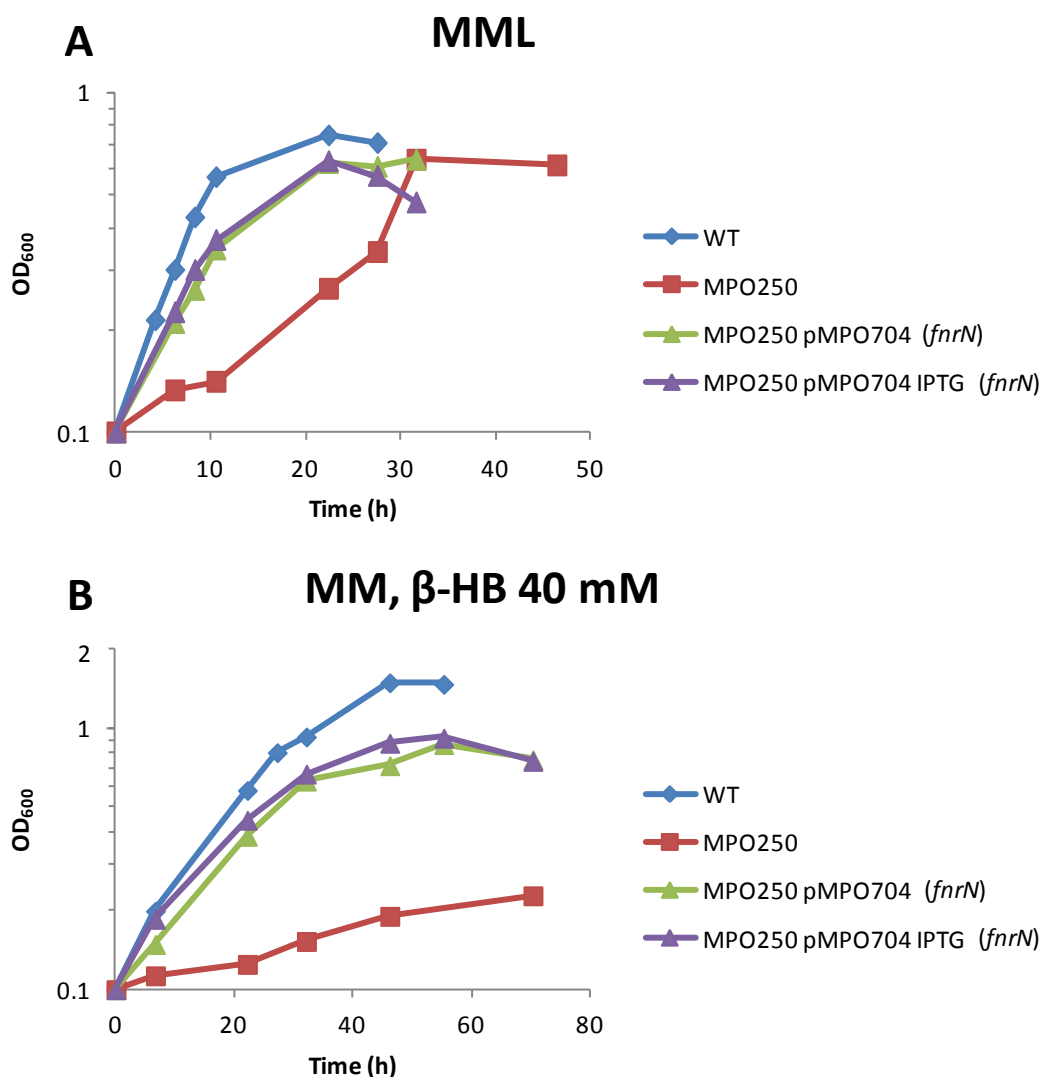 A
MML
1
0.1
OD600
0
10
20
30
40
50
Time (h)
WT
MPO250
MPO250 pMPO704 (fnrN)
MPO250 pMPO704 IPTG (fnrN)
B
MM, β-HB 40 mM
2
1
0.1
OD600
0
20
40
60
80
Time (h)
WT
MPO250
MPO250 pMPO704 (fnrN)
MPO250 pMPO704 IPTG (fnrN)